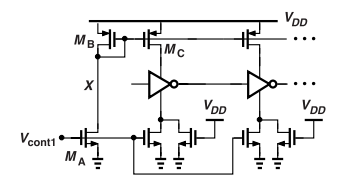 V_DD
M_B
M_C
X
V_DD
V_DD
V_cont1
M_A